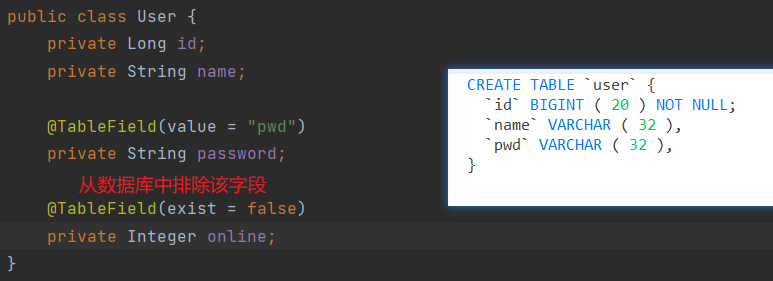 public class User {
private Long id;
private String name;
@TableField(value = "pwd")
private String password;
从数据库中排除该字段
@TableField(exist = false)
private Integer online;
}
CREATE TABLE `user` {
`id` BIGINT ( 20 ) NOT NULL;
`name` VARCHAR ( 32 ),
`pwd` VARCHAR ( 32 ),
}